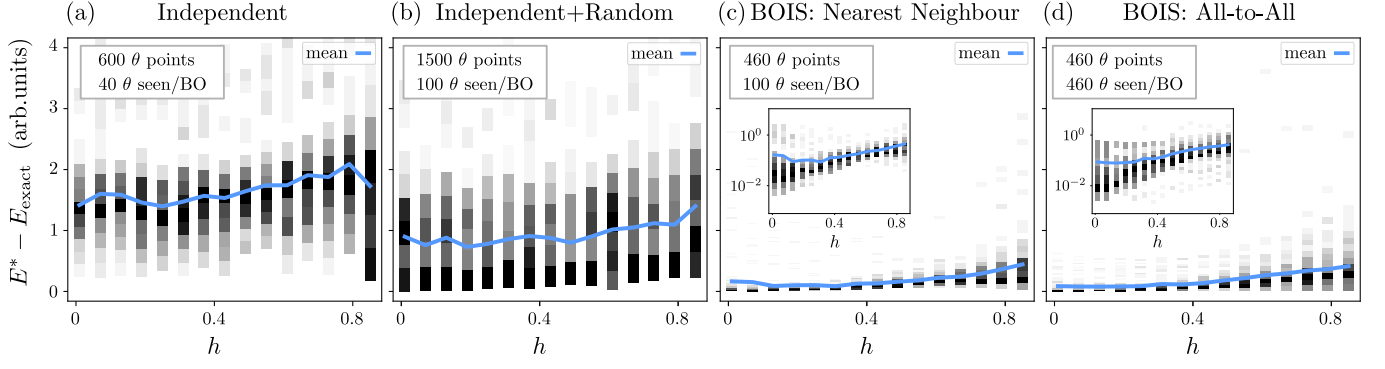 (a) Independent
(b) Independent+Random
(c) BOIS: Nearest Neighbour
(d) BOIS: All-to-All
E* − E_exact (arb.units)
4
3
2
1
0
600 θ points
40 θ seen/BO
mean
0
0.4
0.8
h
1500 θ points
100 θ seen/BO
mean
0
0.4
0.8
h
460 θ points
100 θ seen/BO
mean
10⁰
10⁻²
0
0.4
0.8
h
0
0.4
0.8
h
460 θ points
460 θ seen/BO
mean
10⁰
10⁻²
0
0.4
0.8
h
0
0.4
0.8
h